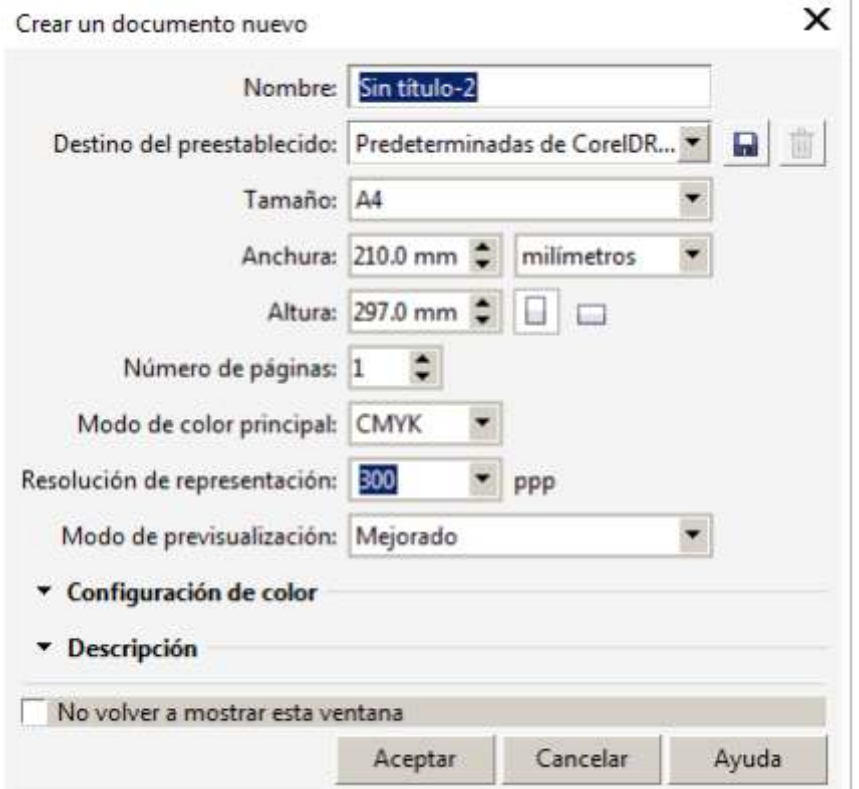 Crear un documento nuevo
Nombre: Sin título-2
Destino del preestablecido: Predeterminadas de CorelDR...
Tamaño: A4
Anchura: 210.0 mm milímetros
Altura: 297.0 mm
Número de páginas: 1
Modo de color principal: CMYK
Resolución de representación: 300 ppp
Modo de previsualización: Mejorado
Configuración de color
Descripción
No volver a mostrar esta ventana
Aceptar Cancelar Ayuda